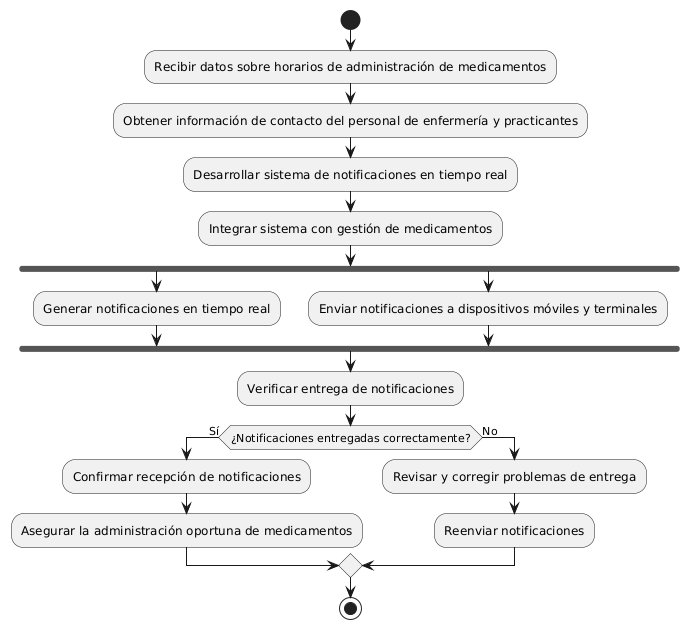 Recibir datos sobre horarios de administración de medicamentos
Obtener información de contacto del personal de enfermería y practicantes
Desarrollar sistema de notificaciones en tiempo real
Integrar sistema con gestión de medicamentos
Generar notificaciones en tiempo real
Enviar notificaciones a dispositivos móviles y terminales
Verificar entrega de notificaciones
¿Notificaciones entregadas correctamente?
Sí
No
Confirmar recepción de notificaciones
Revisar y corregir problemas de entrega
Asegurar la administración oportuna de medicamentos
Reenviar notificaciones